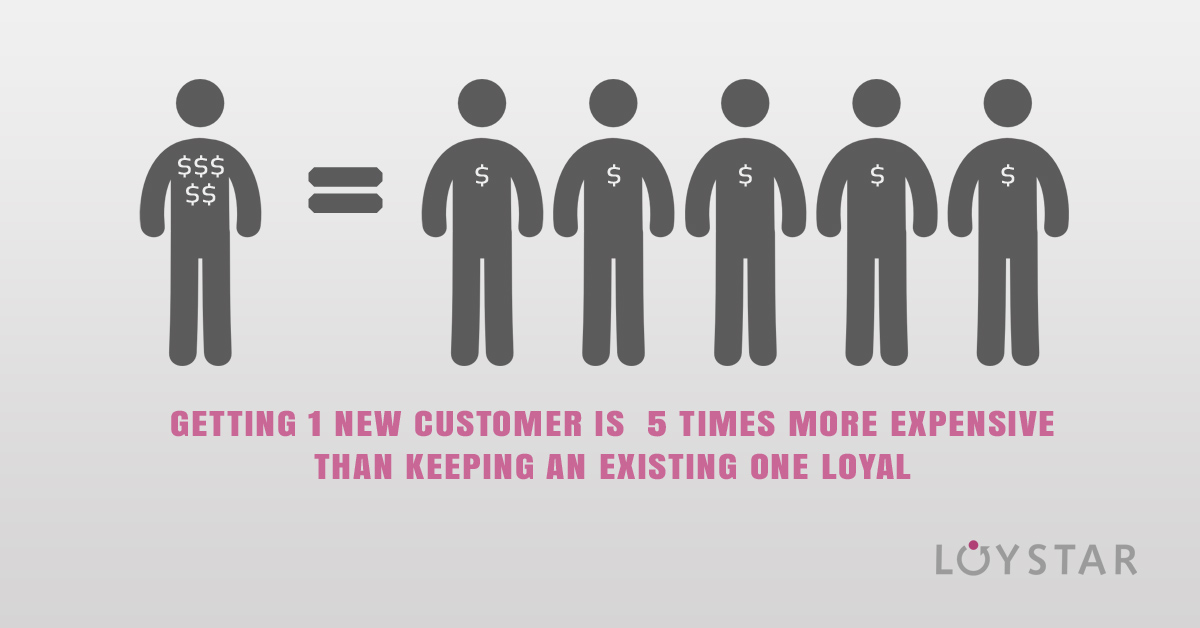 $$$
$$
$ $ $ $ $
GETTING 1 NEW CUSTOMER IS 5 TIMES MORE EXPENSIVE
THAN KEEPING AN EXISTING ONE LOYAL
LOYSTAR